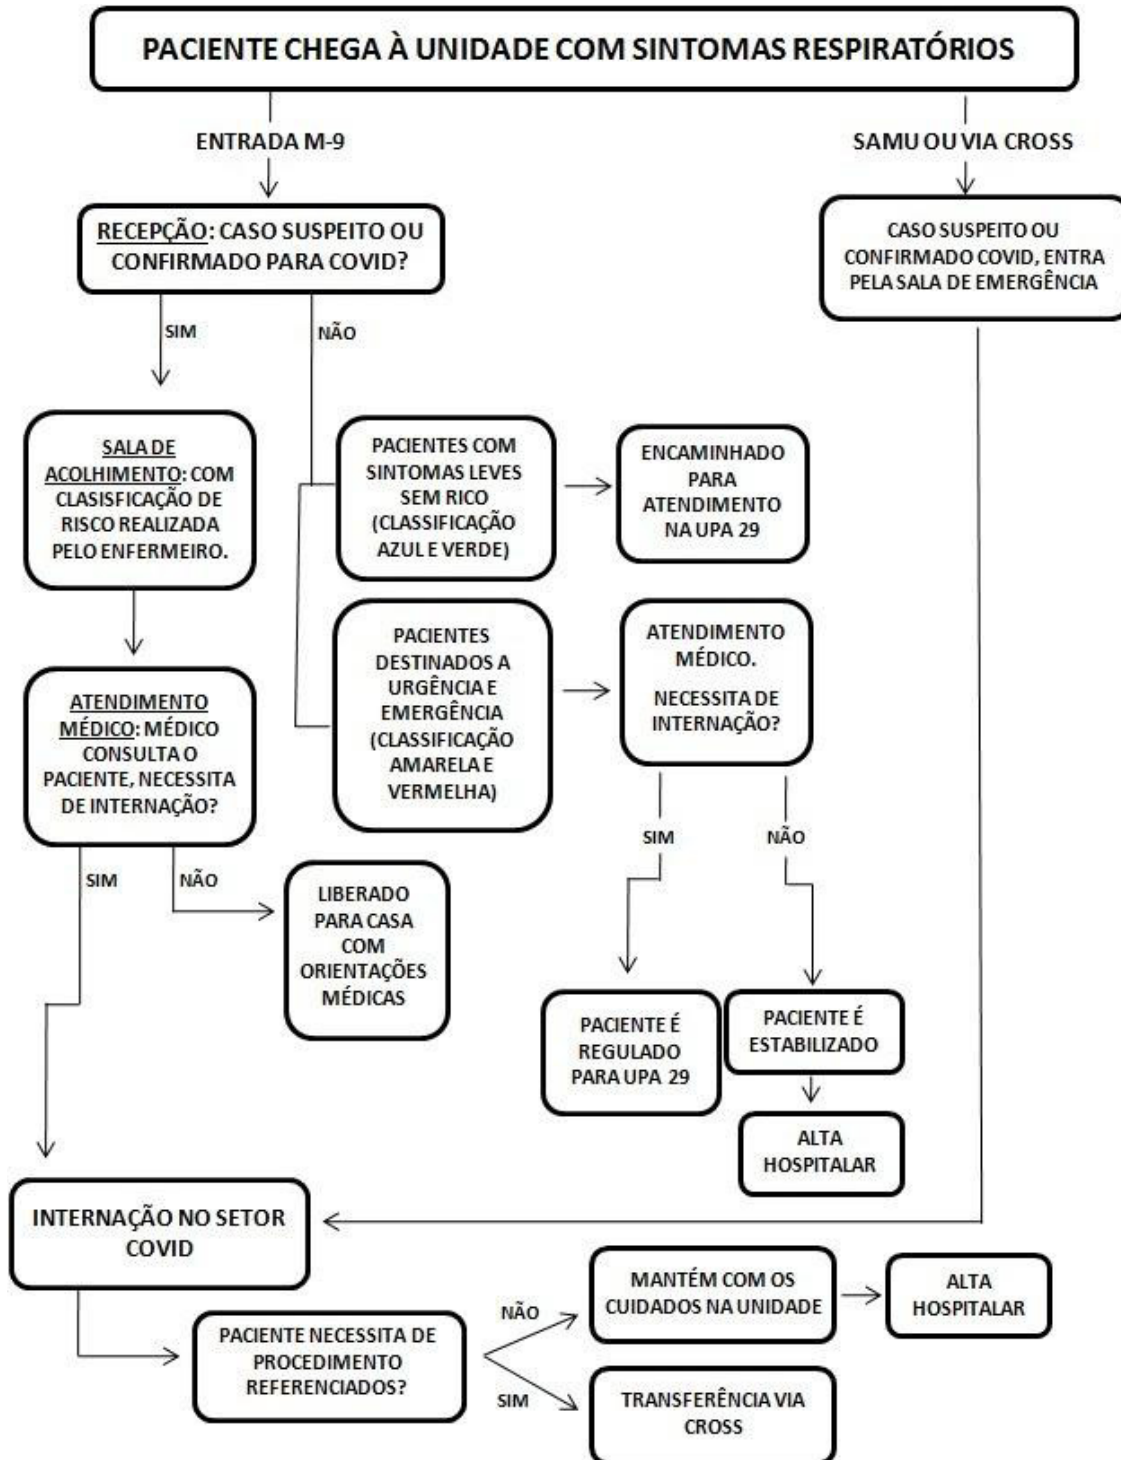 PACIENTE CHEGA À UNIDADE COM SINTOMAS RESPIRATÓRIOS
ENTRADA M-9
SAMU OU VIA CROSS
RECEPÇÃO: CASO SUSPEITO OU
CONFIRMADO PARA COVID?
CASO SUSPEITO OU
CONFIRMADO COVID, ENTRA
PELA SALA DE EMERGÊNCIA
SIM
NÃO
SALA DE
ACOLHIMENTO: COM
CLASISFICAÇÃO DE
RISCO REALIZADA
PELO ENFERMEIRO.
PACIENTES COM
SINTOMAS LEVES
SEM RICO
(CLASSIFICAÇÃO
AZUL E VERDE)
ENCAMINHADO
PARA
ATENDIMENTO
NA UPA 29
PACIENTES
DESTINADOS A
URGÊNCIA E
EMERGÊNCIA
(CLASSIFICAÇÃO
AMARELA E
VERMELHA)
ATENDIMENTO
MÉDICO.
NECESSITA DE
INTERNAÇÃO?
ATENDIMENTO
MÉDICO: MÉDICO
CONSULTA O
PACIENTE, NECESSITA
DE INTERNAÇÃO?
SIM
NÃO
SIM
NÃO
LIBERADO
PARA CASA
COM
ORIENTAÇÕES
MÉDICAS
PACIENTE É
REGULADO
PARA UPA 29
PACIENTE É
ESTABILIZADO
ALTA
HOSPITALAR
INTERNAÇÃO NO SETOR
COVID
PACIENTE NECESSITA DE
PROCEDIMENTO
REFERENCIADOS?
NÃO
SIM
MANTÉM COM OS
CUIDADOS NA UNIDADE
ALTA
HOSPITALAR
TRANSFERÊNCIA VIA
CROSS